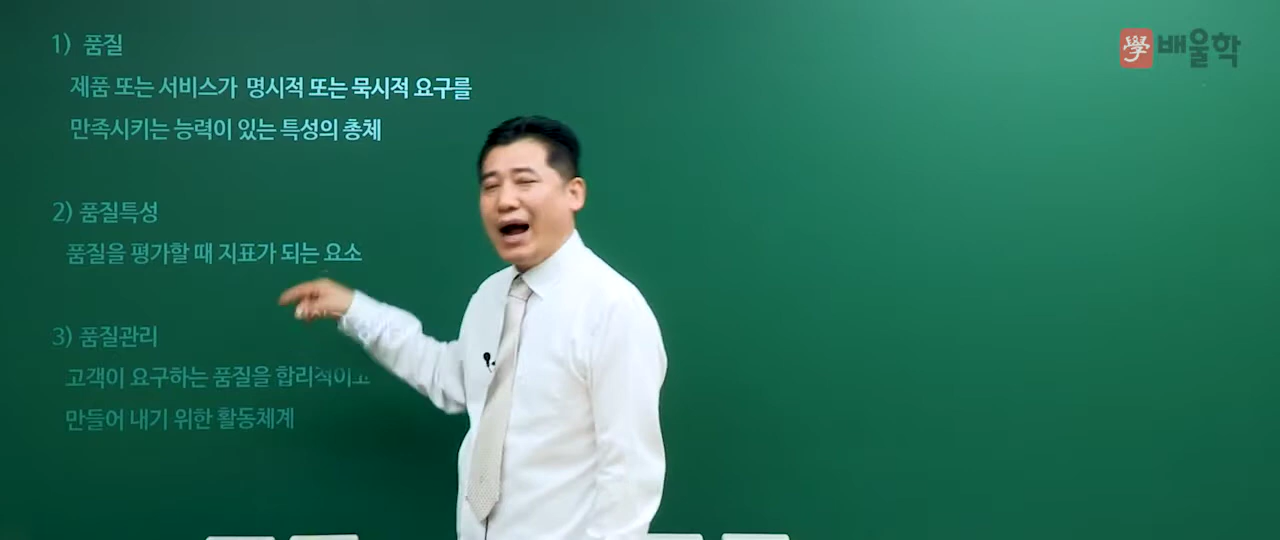 1) 품질
제품 또는 서비스가 명시적 또는 묵시적 요구를
만족시키는 능력이 있는 특성의 총체
2) 품질특성
품질을 평가할 때 지표가 되는 요소
3) 품질관리
고객이 요구하는 품질을 합리적이고
만들어 내기 위한 활동체계
學 배울학